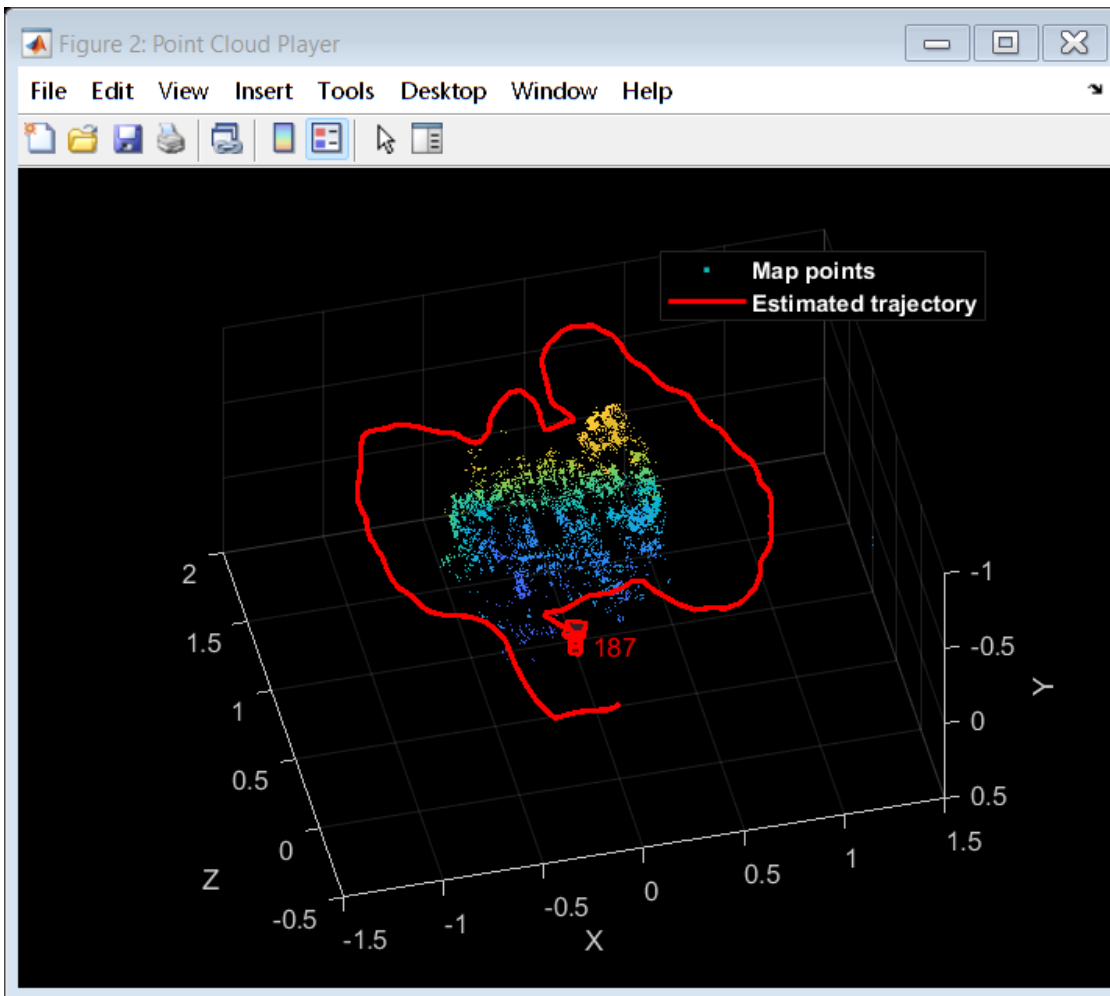 Figure 2: Point Cloud Player
File Edit View Insert Tools Desktop Window Help
Map points
Estimated trajectory
2
1.5
1
0.5
0
-0.5
Z
-1.5
-1
-0.5
0
0.5
1
1.5
X
-1
-0.5
0
0.5
Y
187